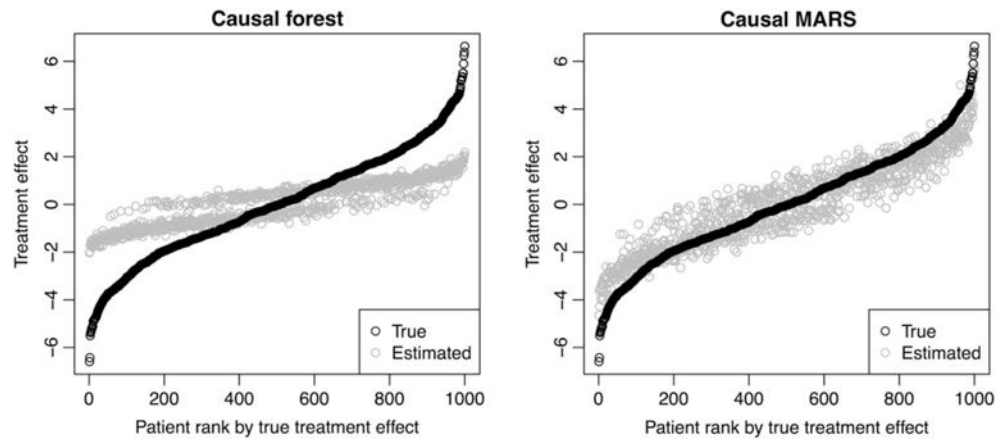 Causal forest
Treatment effect
6
4
2
0
−2
−4
−6
0 200 400 600 800 1000
Patient rank by true treatment effect
True
Estimated
Causal MARS
Treatment effect
6
4
2
0
−2
−4
−6
0 200 400 600 800 1000
Patient rank by true treatment effect
True
Estimated